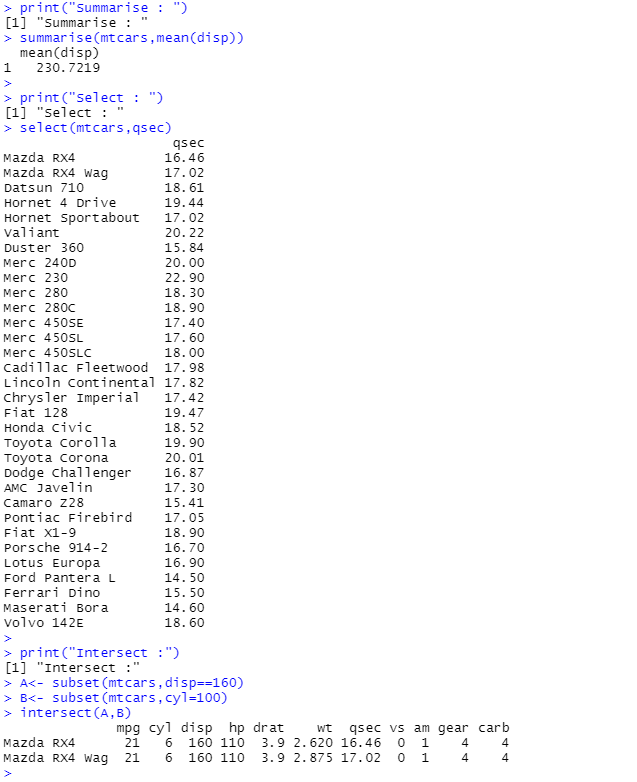 > print("Summarise : ")
[1] "Summarise : "
> summarise(mtcars,mean(disp))
  mean(disp)
1   230.7219
>
> print("Select : ")
[1] "Select : "
> select(mtcars,qsec)
                     qsec
Mazda RX4           16.46
Mazda RX4 Wag       17.02
Datsun 710          18.61
Hornet 4 Drive      19.44
Hornet Sportabout   17.02
Valiant             20.22
Duster 360          15.84
Merc 240D           20.00
Merc 230            22.90
Merc 280            18.30
Merc 280C           18.90
Merc 450SE          17.40
Merc 450SL          17.60
Merc 450SLC         18.00
Cadillac Fleetwood  17.98
Lincoln Continental 17.82
Chrysler Imperial   17.42
Fiat 128            19.47
Honda Civic         18.52
Toyota Corolla      19.90
Toyota Corona       20.01
Dodge Challenger    16.87
AMC Javelin         17.30
Camaro Z28          15.41
Pontiac Firebird    17.05
Fiat X1-9           18.90
Porsche 914-2       16.70
Lotus Europa        16.90
Ford Pantera L      14.50
Ferrari Dino        15.50
Maserati Bora       14.60
Volvo 142E          18.60
>
> print("Intersect :")
[1] "Intersect :"
> A<- subset(mtcars,disp==160)
> B<- subset(mtcars,cyl=100)
> intersect(A,B)
              mpg cyl disp  hp drat    wt  qsec vs am gear carb
Mazda RX4      21   6  160 110  3.9 2.620 16.46  0  1    4    4
Mazda RX4 Wag  21   6  160 110  3.9 2.875 17.02  0  1    4    4
>